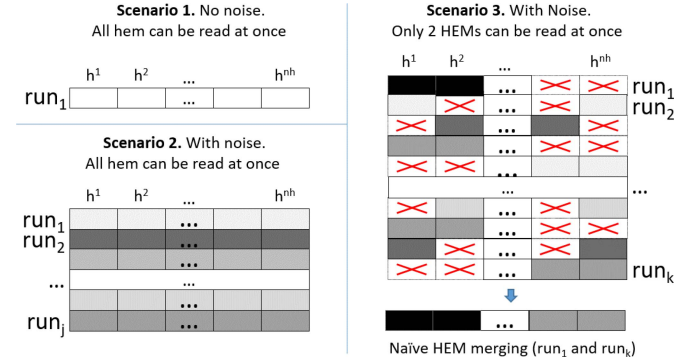 Scenario 1. No noise.
All hem can be read at once
h1 h2 ... hnh
run1 ...
Scenario 2. With noise.
All hem can be read at once
h1 h2 ... hnh
run1 ...
run2 ...
...
... ...
...
runj ...
Scenario 3. With Noise.
Only 2 HEMs can be read at once
h1 h2 ... hnh
... run1
... run2
...
...
...
... ...
...
...
...
... runk
...
Naïve HEM merging (run1 and runk)